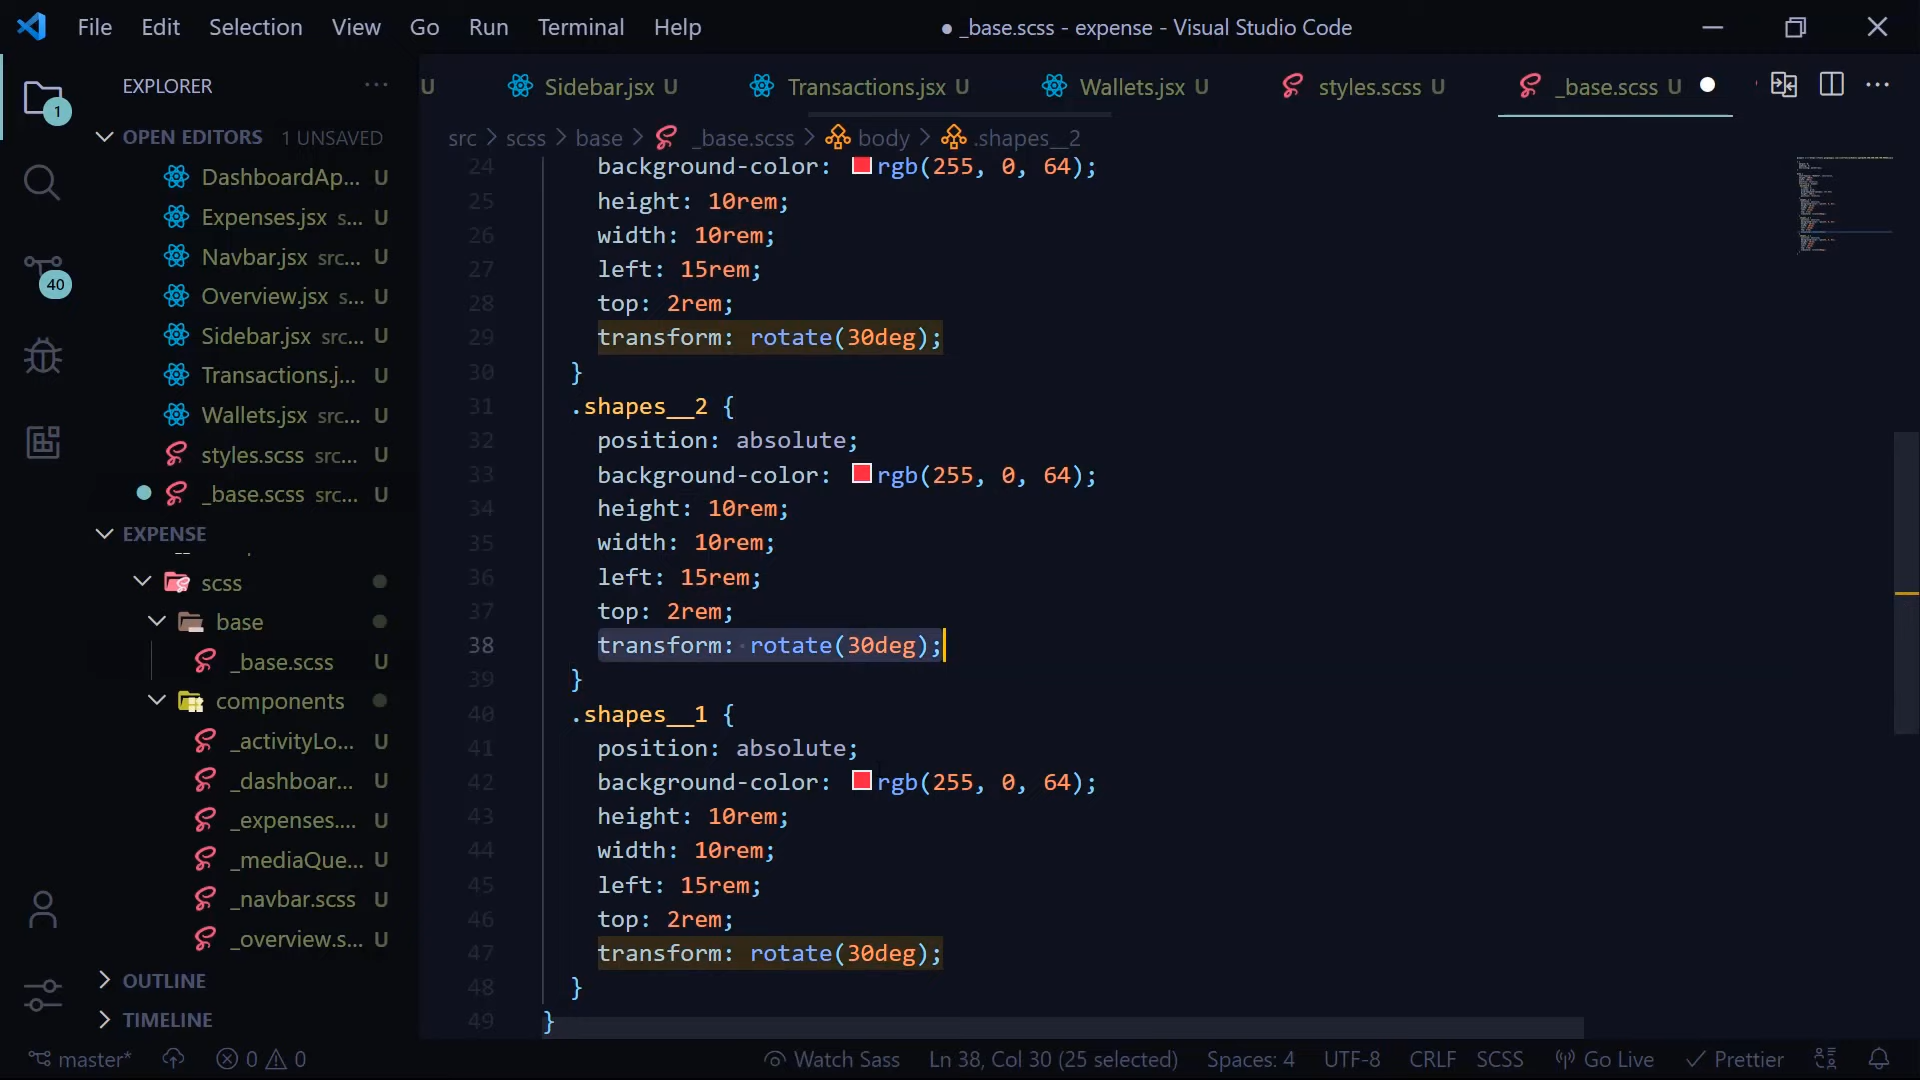 File Edit Selection View Go Run Terminal Help
● _base.scss - expense - Visual Studio Code
EXPLORER
U Sidebar.jsx U Transactions.jsx U Wallets.jsx U styles.scss U _base.scss U
OPEN EDITORS 1 UNSAVED
src > scss > base > _base.scss > body > .shapes__2
DashboardAp... U
Expenses.jsx s... U
Navbar.jsx src... U
Overview.jsx s... U
Sidebar.jsx src... U
Transactions.j... U
Wallets.jsx src... U
styles.scss src... U
_base.scss src... U
EXPENSE
scss
base
_base.scss U
components
_activityLo... U
_dashboar... U
_expenses.... U
_mediaQue... U
_navbar.scss U
_overview.s... U
OUTLINE
TIMELINE
1
40
24 background-color: rgb(255, 0, 64);
25 height: 10rem;
26 width: 10rem;
27 left: 15rem;
28 top: 2rem;
29 transform: rotate(30deg);
30 }
31 .shapes__2 {
32 position: absolute;
33 background-color: rgb(255, 0, 64);
34 height: 10rem;
35 width: 10rem;
36 left: 15rem;
37 top: 2rem;
38 transform: rotate(30deg);
39 }
40 .shapes__1 {
41 position: absolute;
42 background-color: rgb(255, 0, 64);
43 height: 10rem;
44 width: 10rem;
45 left: 15rem;
46 top: 2rem;
47 transform: rotate(30deg);
48 }
49 }
master* 0 0 Watch Sass Ln 38, Col 30 (25 selected) Spaces: 4 UTF-8 CRLF SCSS Go Live Prettier